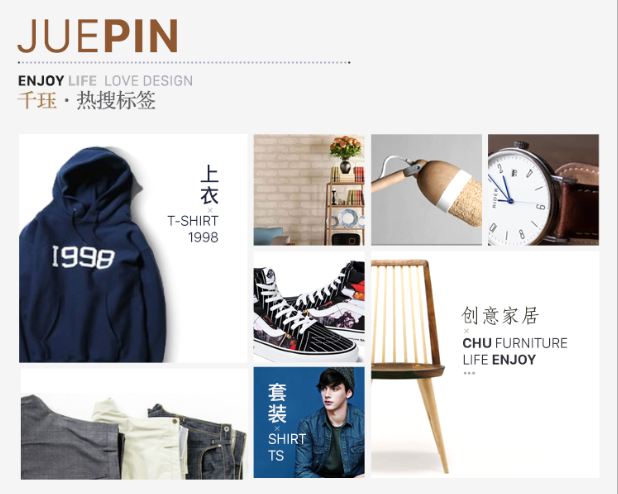 JUEPIN
ENJOY LIFE LOVE DESIGN
千珏·热搜标签
上
衣
T-SHIRT
1998
1998
创意家居
×
CHU FURNITURE
LIFE ENJOY
套
装
×
SHIRT
TS